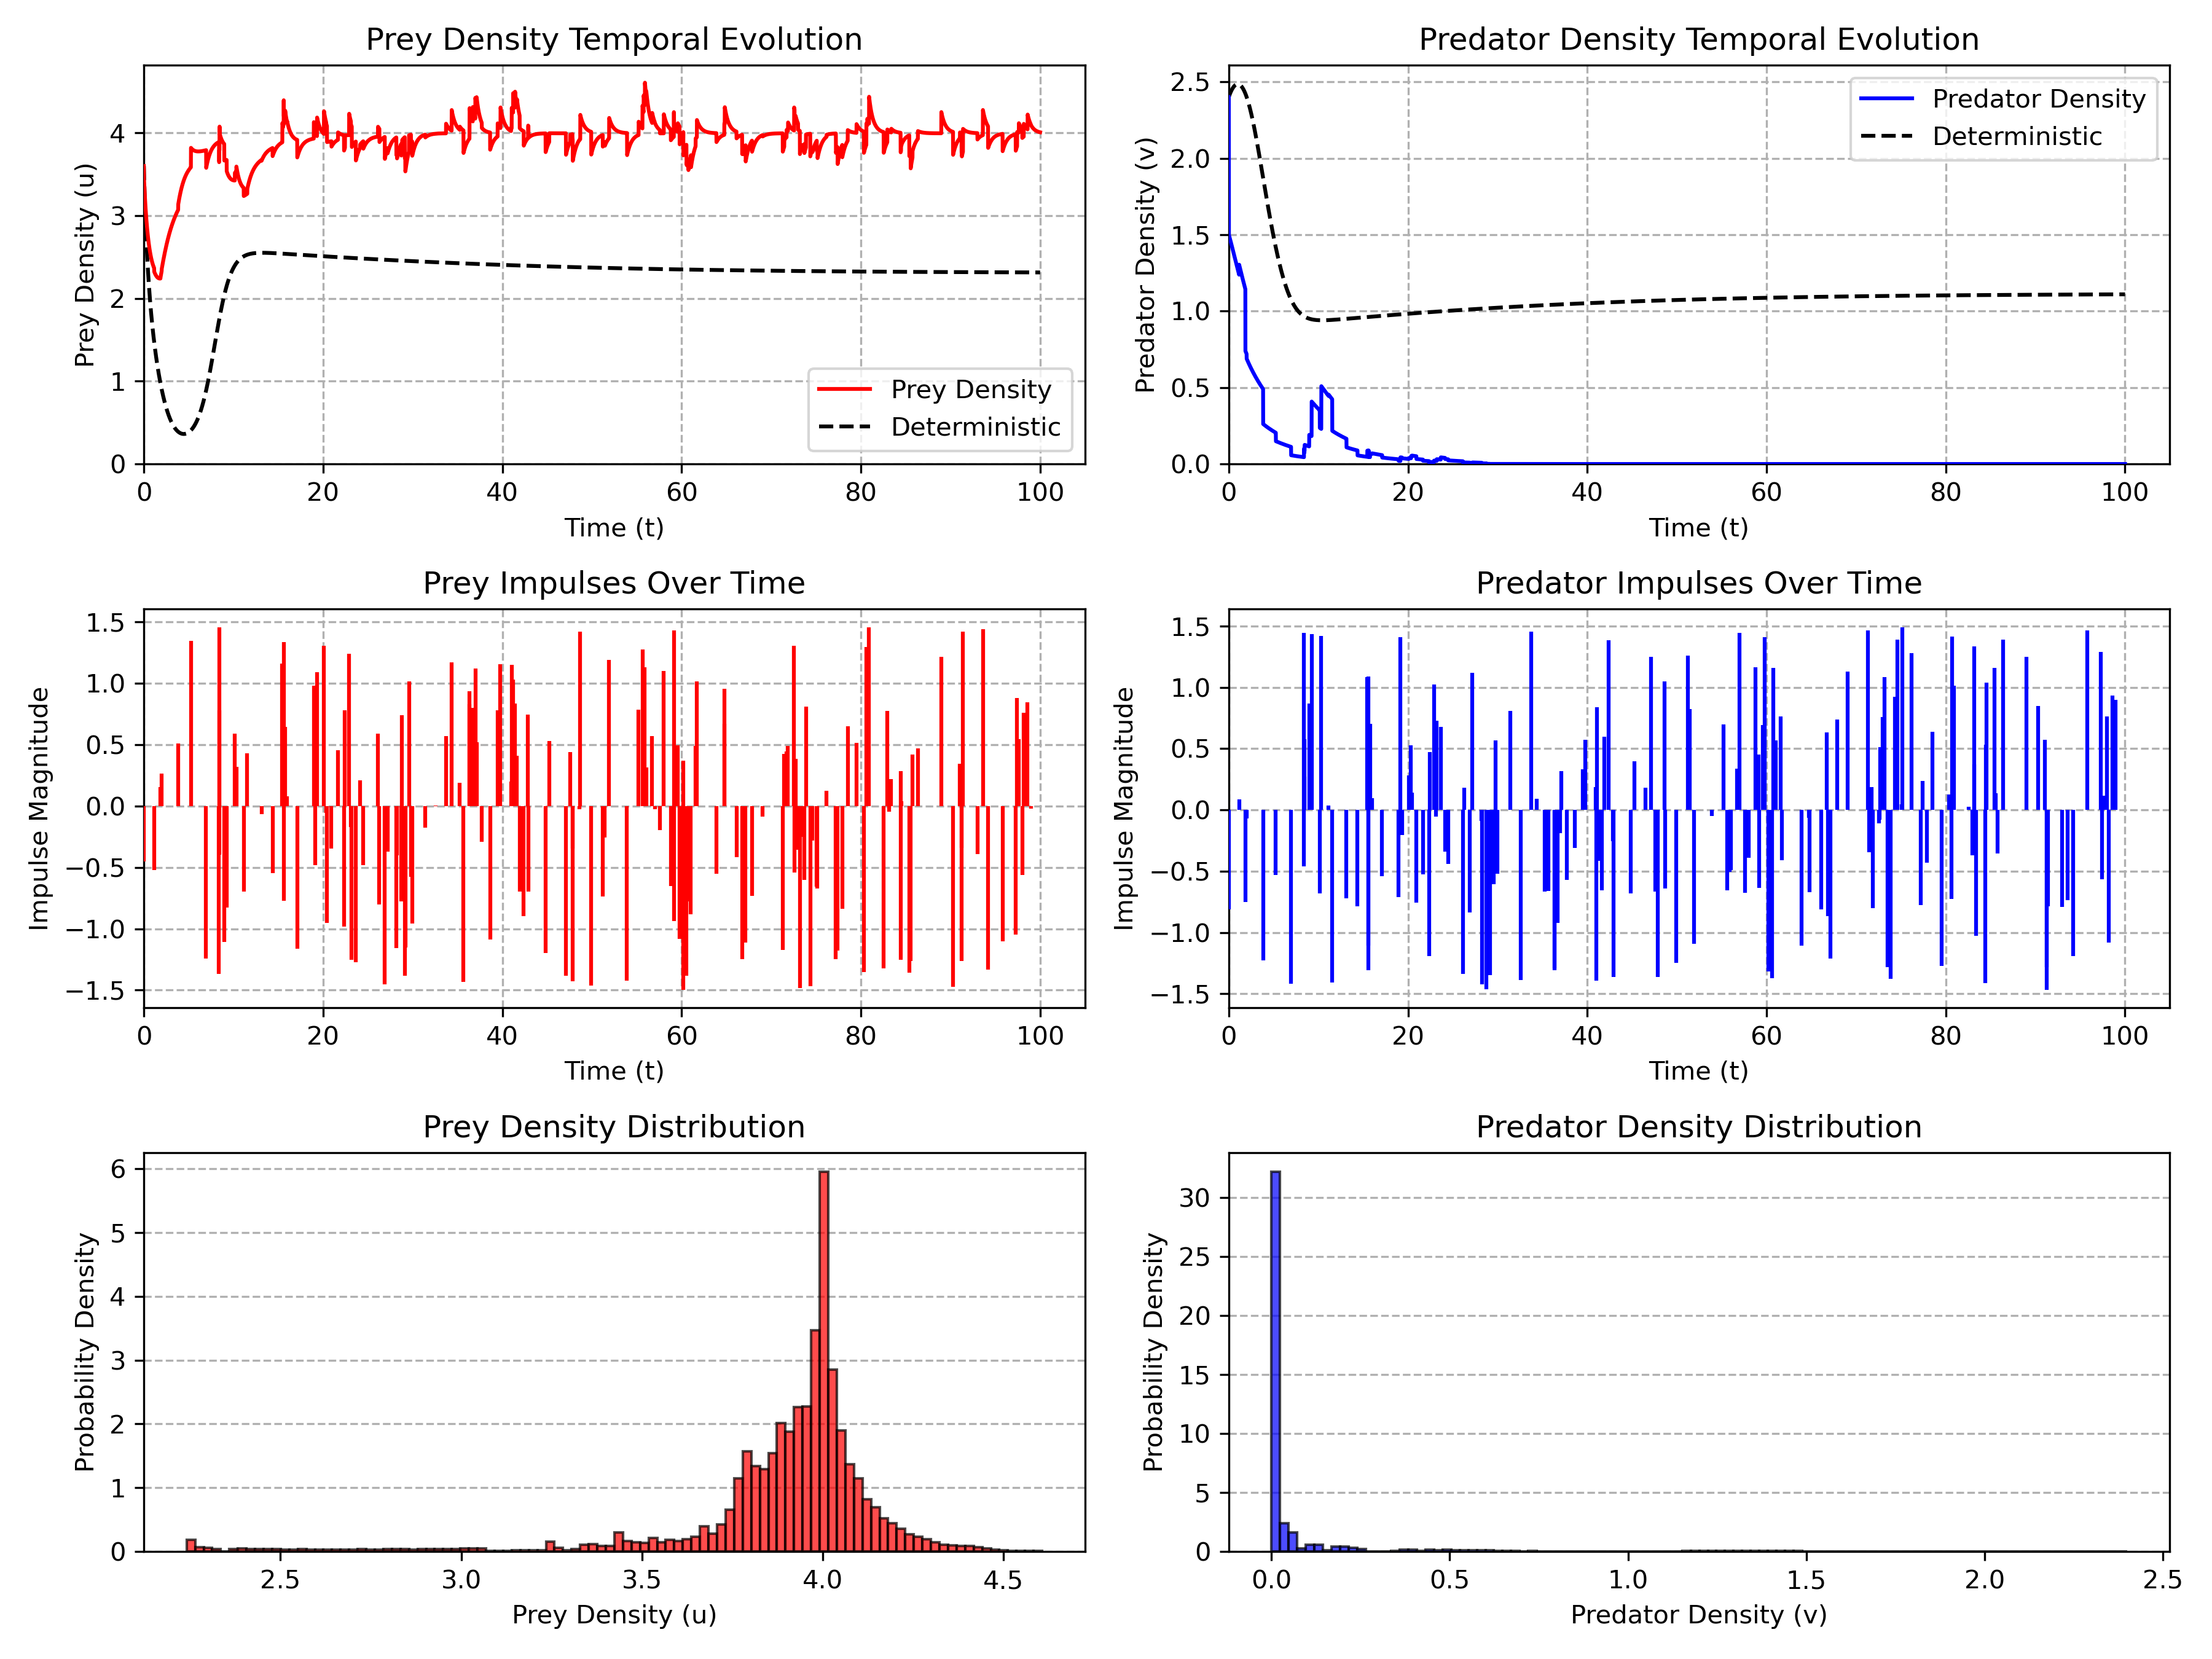 Prey Density Temporal Evolution
Prey Density (u)
4
3
2
1
0
0 20 40 60 80 100
Time (t)
Prey Density
Deterministic
Predator Density Temporal Evolution
Predator Density (v)
2.5
2.0
1.5
1.0
0.5
0.0
0 20 40 60 80 100
Time (t)
Predator Density
Deterministic
Prey Impulses Over Time
Impulse Magnitude
1.5
1.0
0.5
0.0
−0.5
−1.0
−1.5
0 20 40 60 80 100
Time (t)
Predator Impulses Over Time
Impulse Magnitude
1.5
1.0
0.5
0.0
−0.5
−1.0
−1.5
0 20 40 60 80 100
Time (t)
Prey Density Distribution
Probability Density
6
5
4
3
2
1
0
2.5 3.0 3.5 4.0 4.5
Prey Density (u)
Predator Density Distribution
Probability Density
30
25
20
15
10
5
0
0.0 0.5 1.0 1.5 2.0 2.5
Predator Density (v)